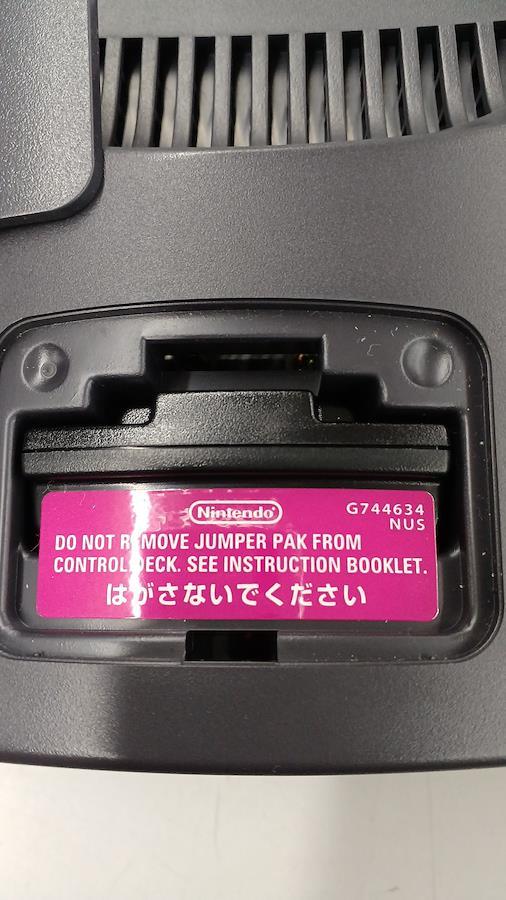 Nintendo®
G744634
NUS
DO NOT REMOVE JUMPER PAK FROM
CONTROL DECK. SEE INSTRUCTION BOOKLET.
はがさないでください